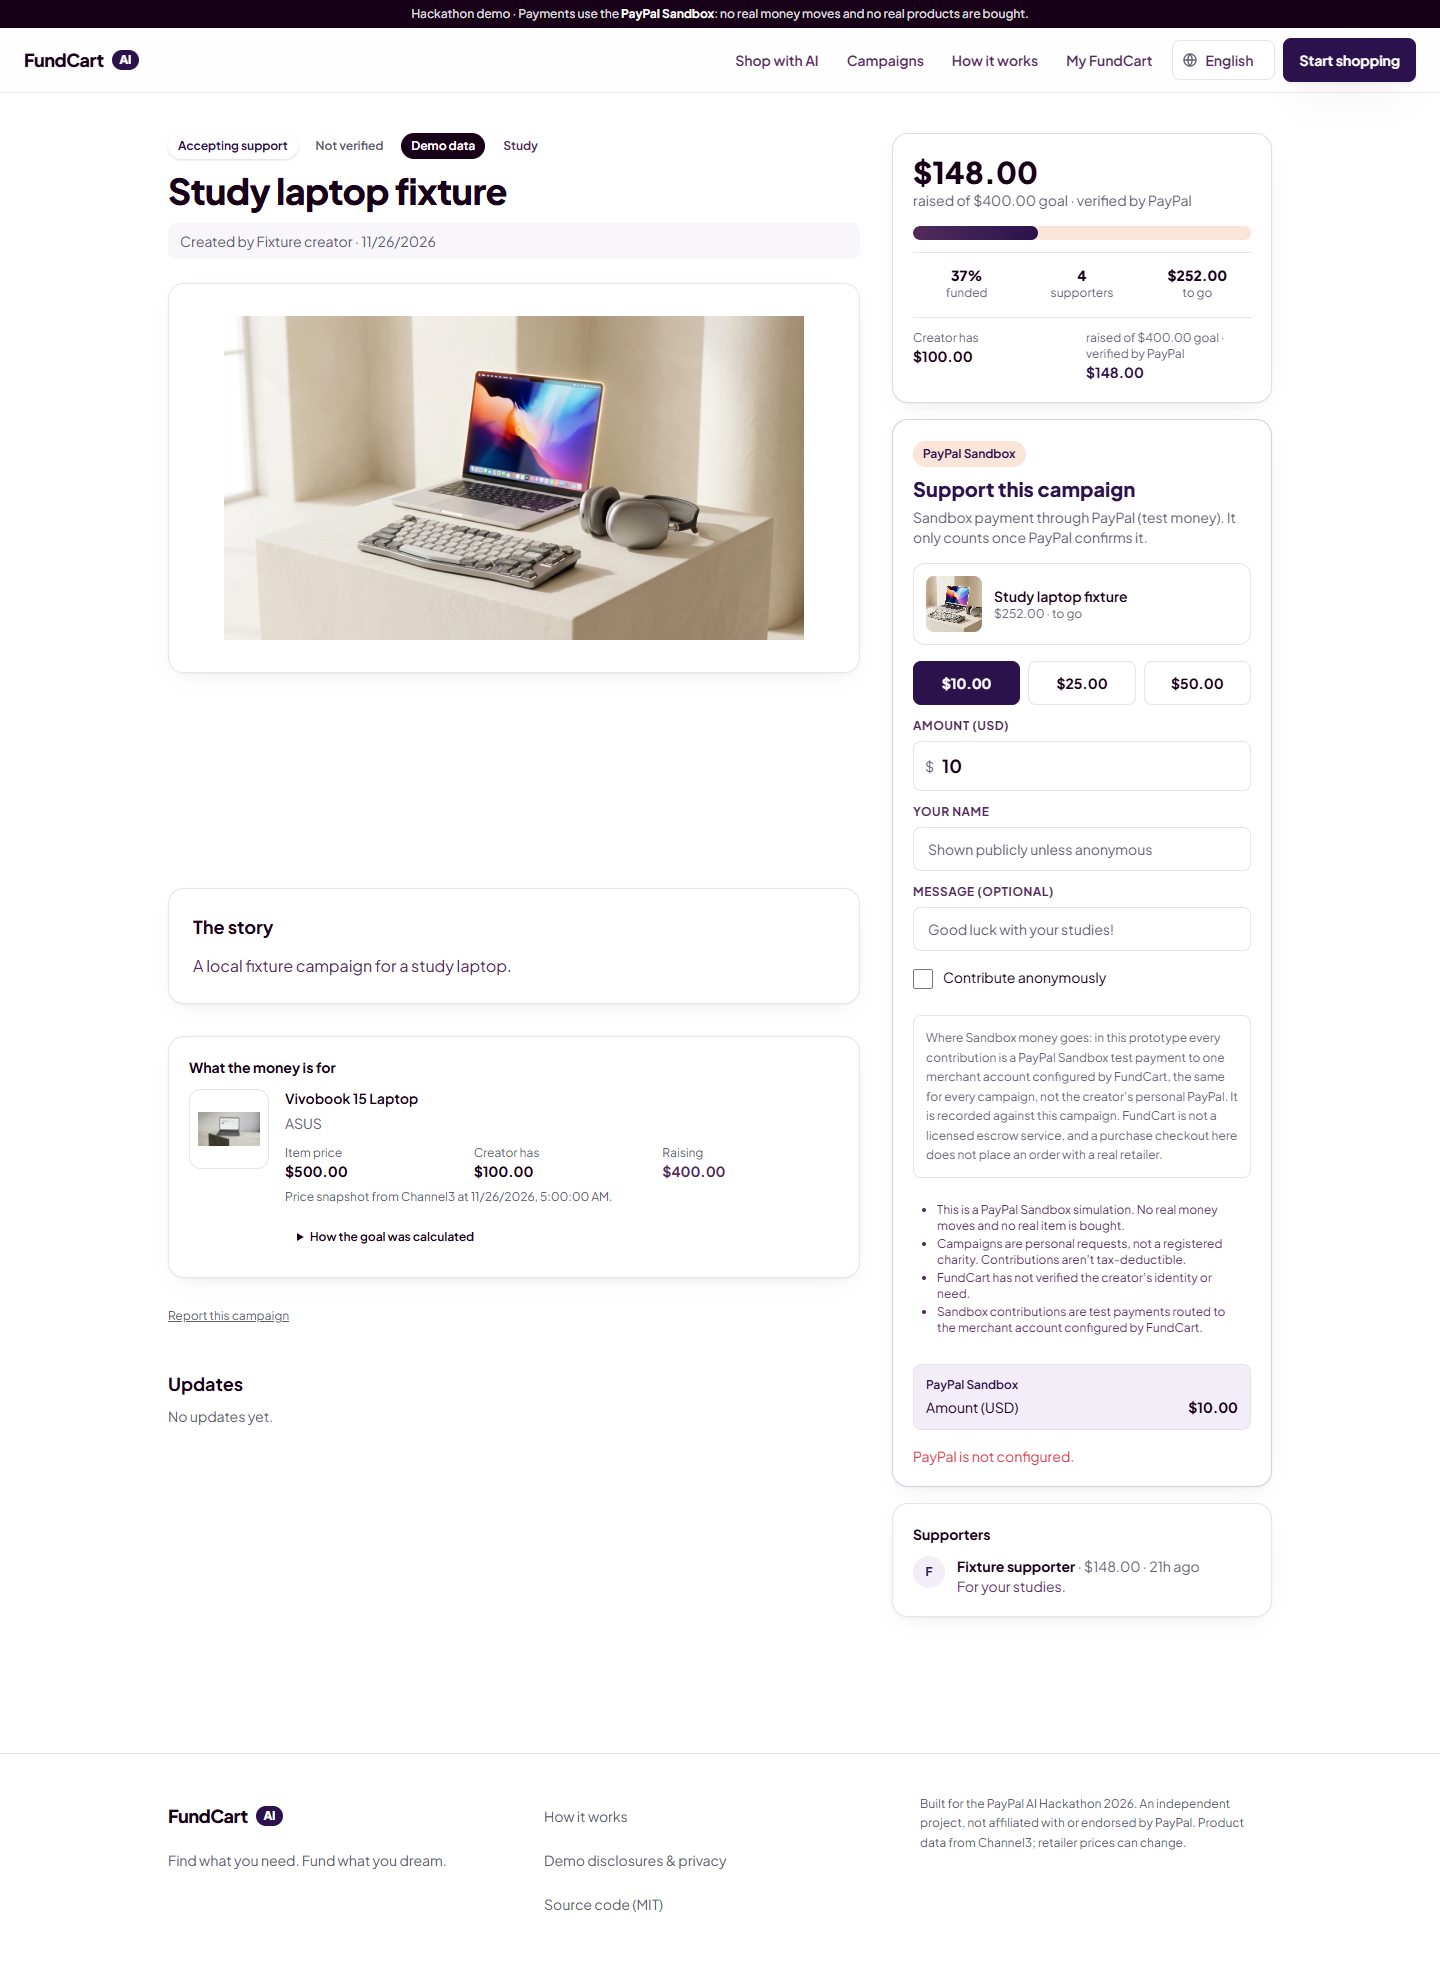 Hackathon demo · Payments use the PayPal Sandbox: no real money moves and no real products are bought.
FundCart AI
Shop with AI
Campaigns
How it works
My FundCart
English
Start shopping
Accepting support
Not verified
Demo data
Study
Study laptop fixture
Created by Fixture creator · 11/26/2026
The story
A local fixture campaign for a study laptop.
What the money is for
Vivobook 15 Laptop
ASUS
Item price
Creator has
Raising
$500.00
$100.00
$400.00
Price snapshot from Channel3 at 11/26/2026, 5:00:00 AM.
How the goal was calculated
Report this campaign
Updates
No updates yet.
$148.00
raised of $400.00 goal · verified by PayPal
37%
funded
4
supporters
$252.00
to go
Creator has
$100.00
raised of $400.00 goal ·
verified by PayPal
$148.00
PayPal Sandbox
Support this campaign
Sandbox payment through PayPal (test money). It
only counts once PayPal confirms it.
Study laptop fixture
$252.00 · to go
$10.00
$25.00
$50.00
AMOUNT (USD)
$ 10
YOUR NAME
Shown publicly unless anonymous
MESSAGE (OPTIONAL)
Good luck with your studies!
Contribute anonymously
Where Sandbox money goes: in this prototype every
contribution is a PayPal Sandbox test payment to one
merchant account configured by FundCart, the same
for every campaign, not the creator's personal PayPal. It
is recorded against this campaign. FundCart is not a
licensed escrow service, and a purchase checkout here
does not place an order with a real retailer.
This is a PayPal Sandbox simulation. No real money
moves and no real item is bought.
Campaigns are personal requests, not a registered
charity. Contributions aren't tax-deductible.
FundCart has not verified the creator's identity or
need.
Sandbox contributions are test payments routed to
the merchant account configured by FundCart.
PayPal Sandbox
Amount (USD)
$10.00
PayPal is not configured.
Supporters
F
Fixture supporter · $148.00 · 21h ago
For your studies.
FundCart AI
Find what you need. Fund what you dream.
How it works
Demo disclosures & privacy
Source code (MIT)
Built for the PayPal AI Hackathon 2026. An independent
project, not affiliated with or endorsed by PayPal. Product
data from Channel3; retailer prices can change.